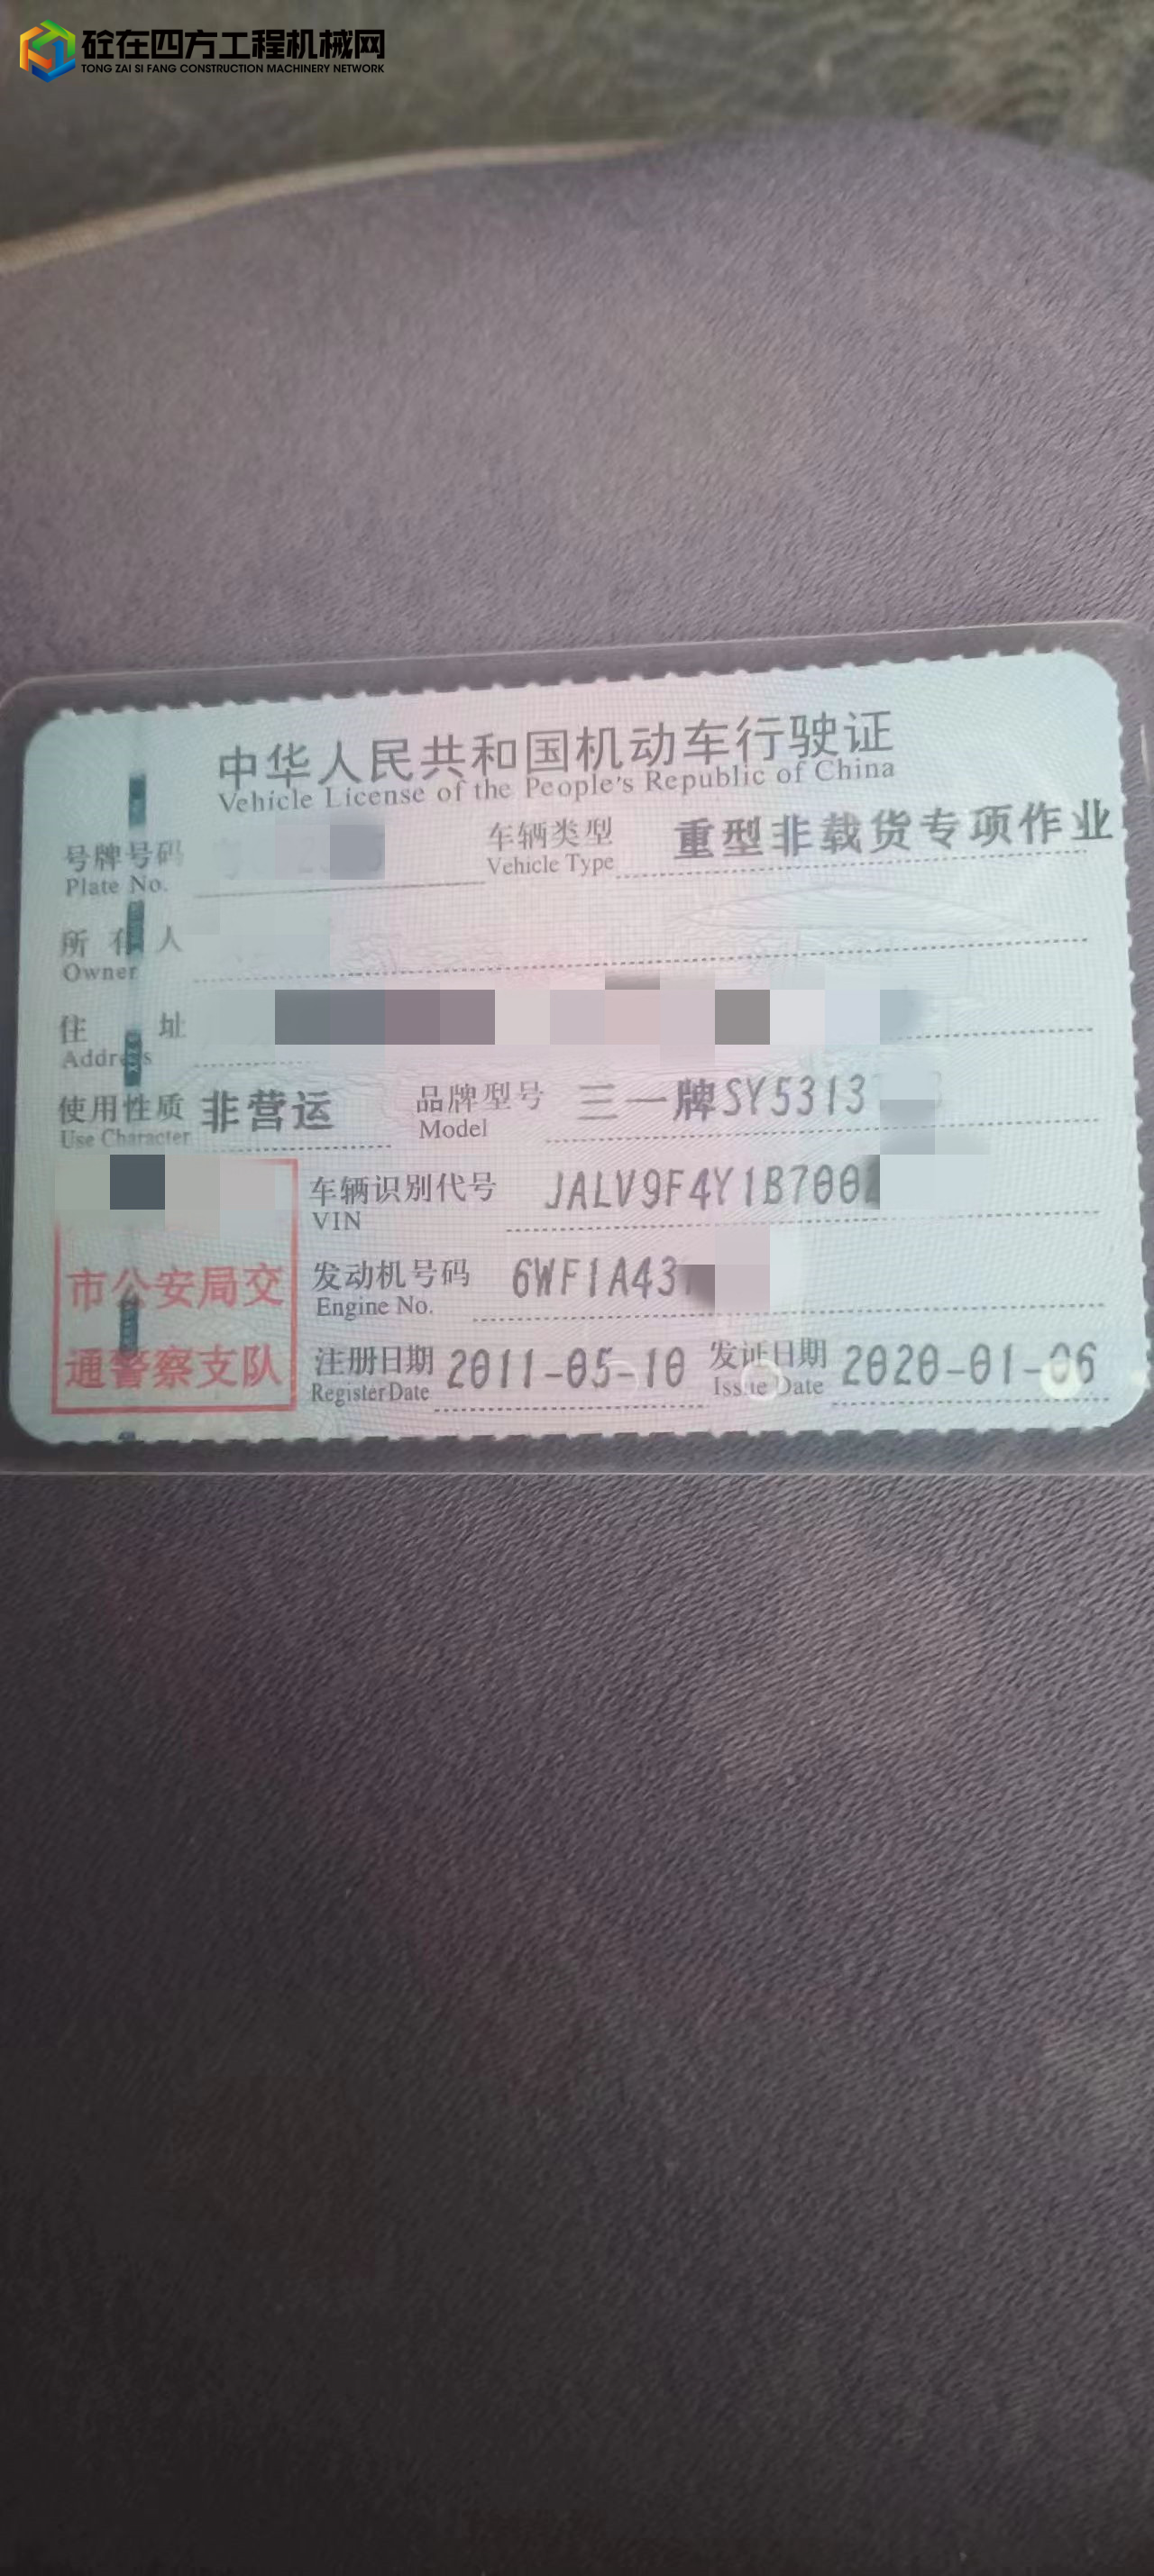 砼在四方工程机械网
TONG ZAI SI FANG CONSTRUCTION MACHINERY NETWORK
中华人民共和国机动车行驶证
Vehicle License of the People's Republic of China
号牌号码 车辆类型 重型非载货专项作业
Plate No. Vehicle Type
所有人
Owner
住址
Address
使用性质 非营运 品牌型号 三一牌SY5313
Use Character Model
车辆识别代号 JALV9F4Y1B700
VIN
市公安局交
通警察支队
发动机号码 6WF1A43
Engine No.
注册日期 2011-05-10 发证日期 2020-01-06
Register Date Issue Date